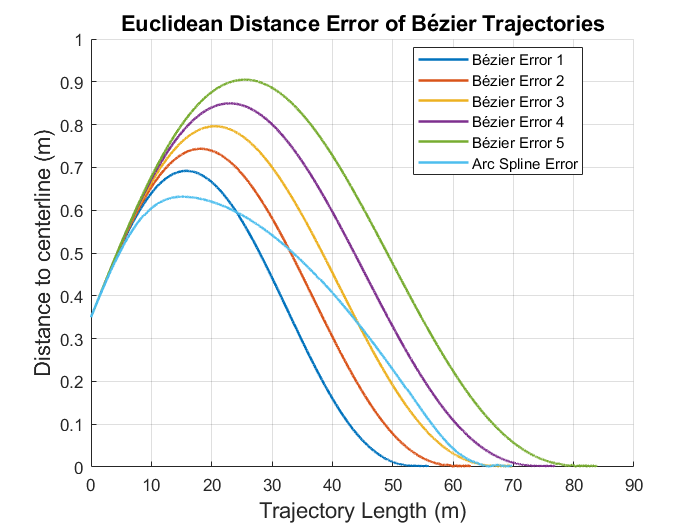 Euclidean Distance Error of Bézier Trajectories
1
0.9
0.8
0.7
0.6
0.5
0.4
0.3
0.2
0.1
0
Distance to centerline (m)
Bézier Error 1
Bézier Error 2
Bézier Error 3
Bézier Error 4
Bézier Error 5
Arc Spline Error
0 10 20 30 40 50 60 70 80 90
Trajectory Length (m)